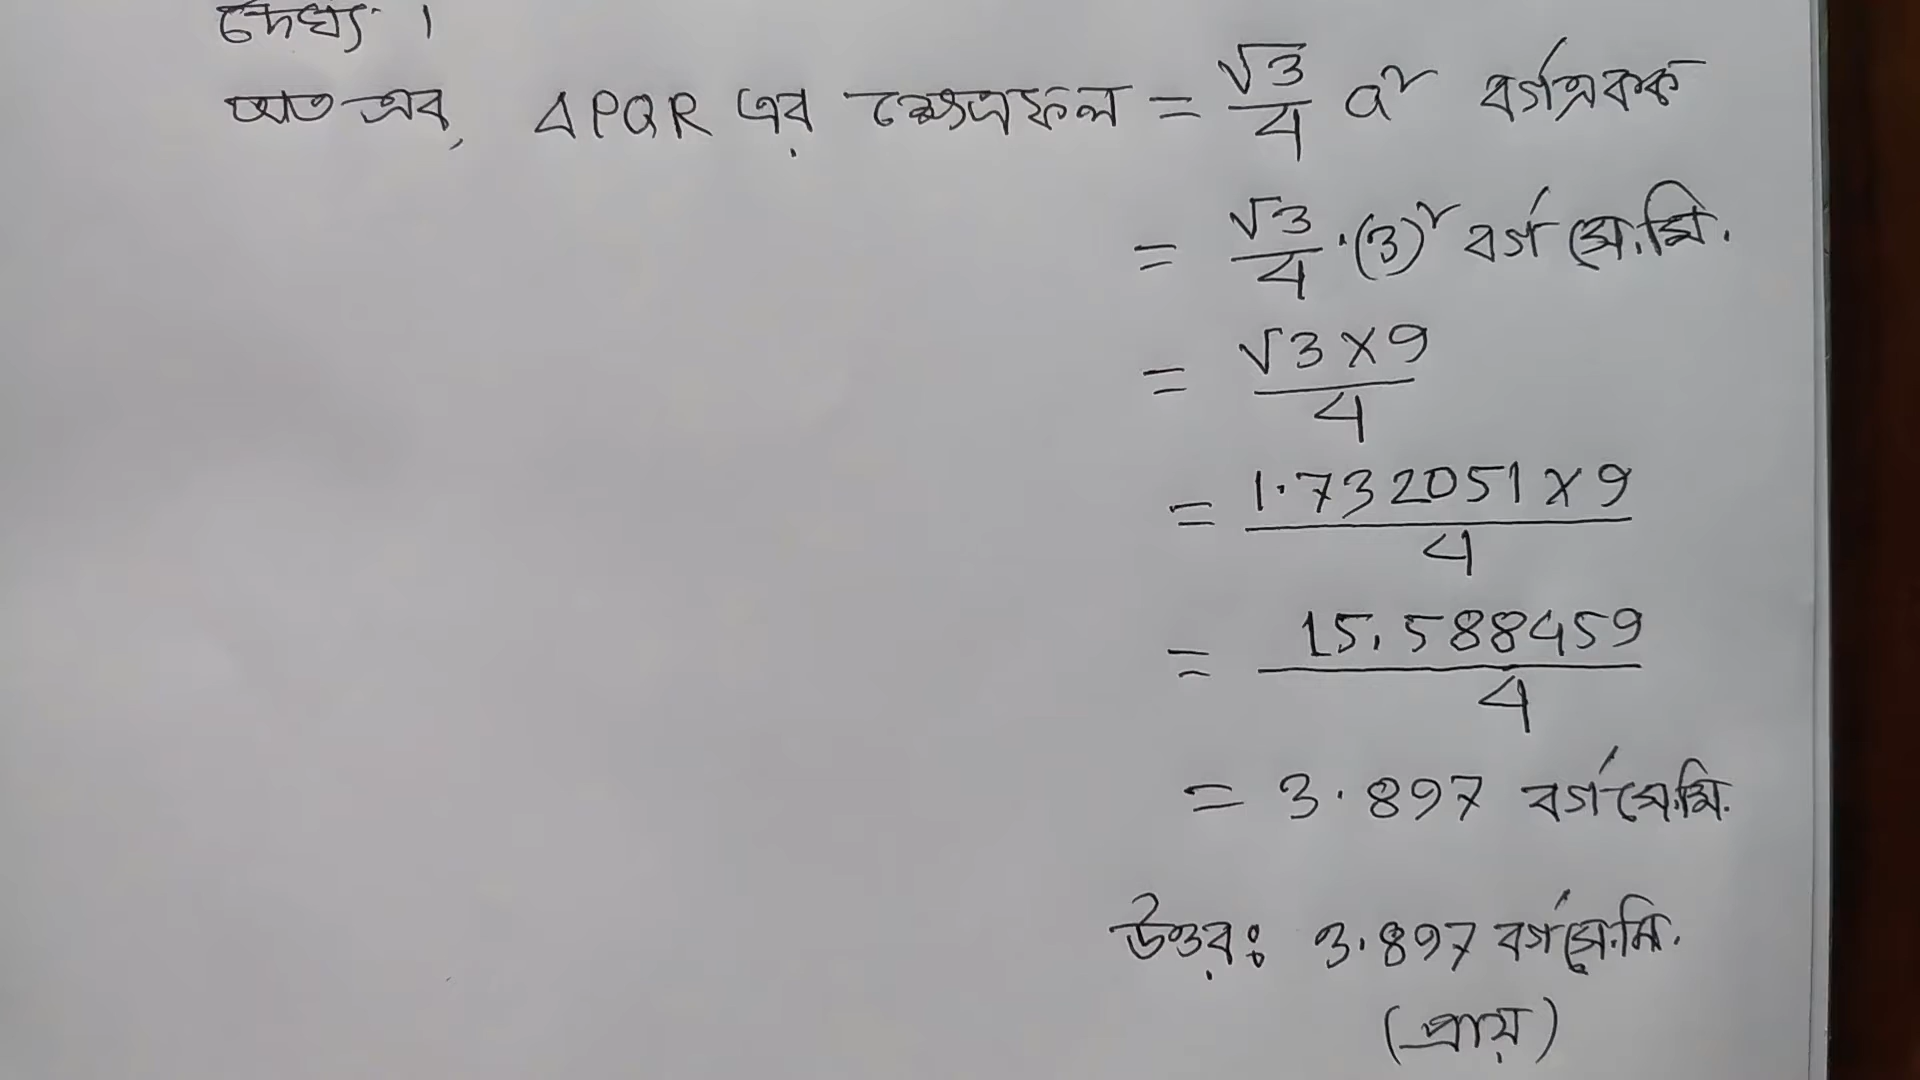 দৈর্ঘ্য ।
অতএব, ΔPQR এর ক্ষেত্রফল = √3/4 a² বর্গএকক
= √3/4 · (3)² বর্গ সে.মি.
= √3 × 9 / 4
= 1.732051 × 9 / 4
= 15.588459 / 4
= 3.897 বর্গসে.মি.
উত্তর: 3.897 বর্গসে.মি.
(প্রায়)